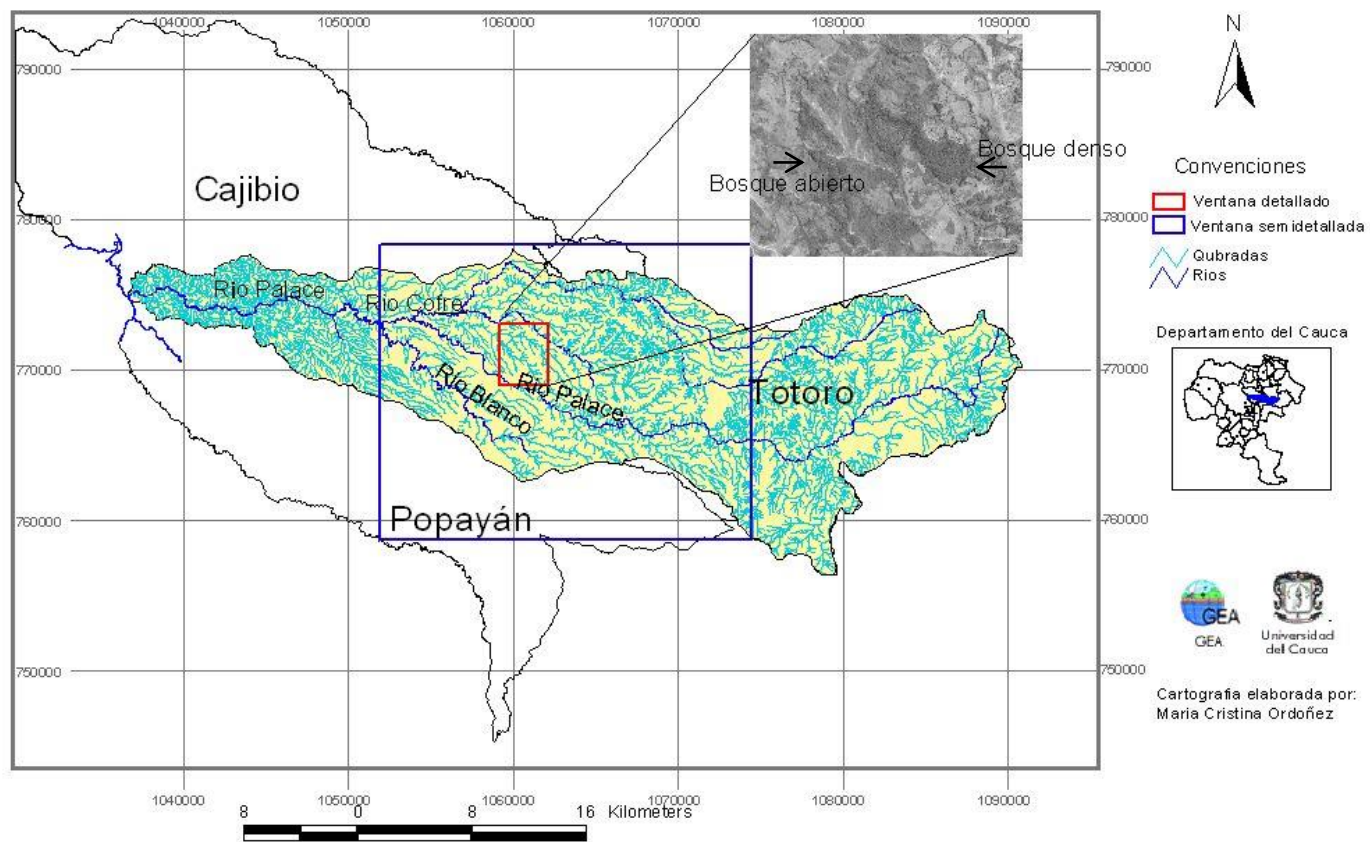 1040000 1050000 1060000 1070000 1080000 1090000
N
790000 790000
Bosque denso
Bosque abierto
Convenciones
Ventana detallado
Ventana semidetallada
Qubradas
Rios
Cajibio
780000 780000
Rio Palace
Rio Cofre
Departamento del Cauca
770000 770000
Rio Blanco
Rio Palace
Totoro
Popayán
760000 760000
GEA
GEA
Universidad
del Cauca
750000 750000
Cartografia elaborada por:
Maria Cristina Ordoñez
1040000 1050000 1060000 1070000 1080000 1090000
8 0 8 16 Kilometers